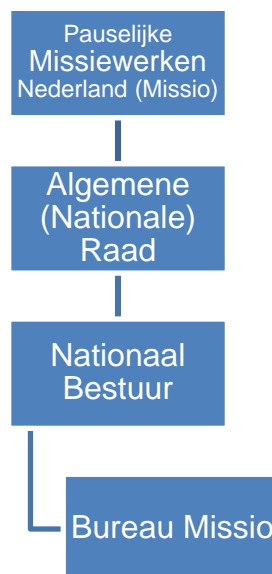 Pauselijke
Missiewerken
Nederland (Missio)
Algemene
(Nationale)
Raad
Nationaal
Bestuur
Bureau Missio